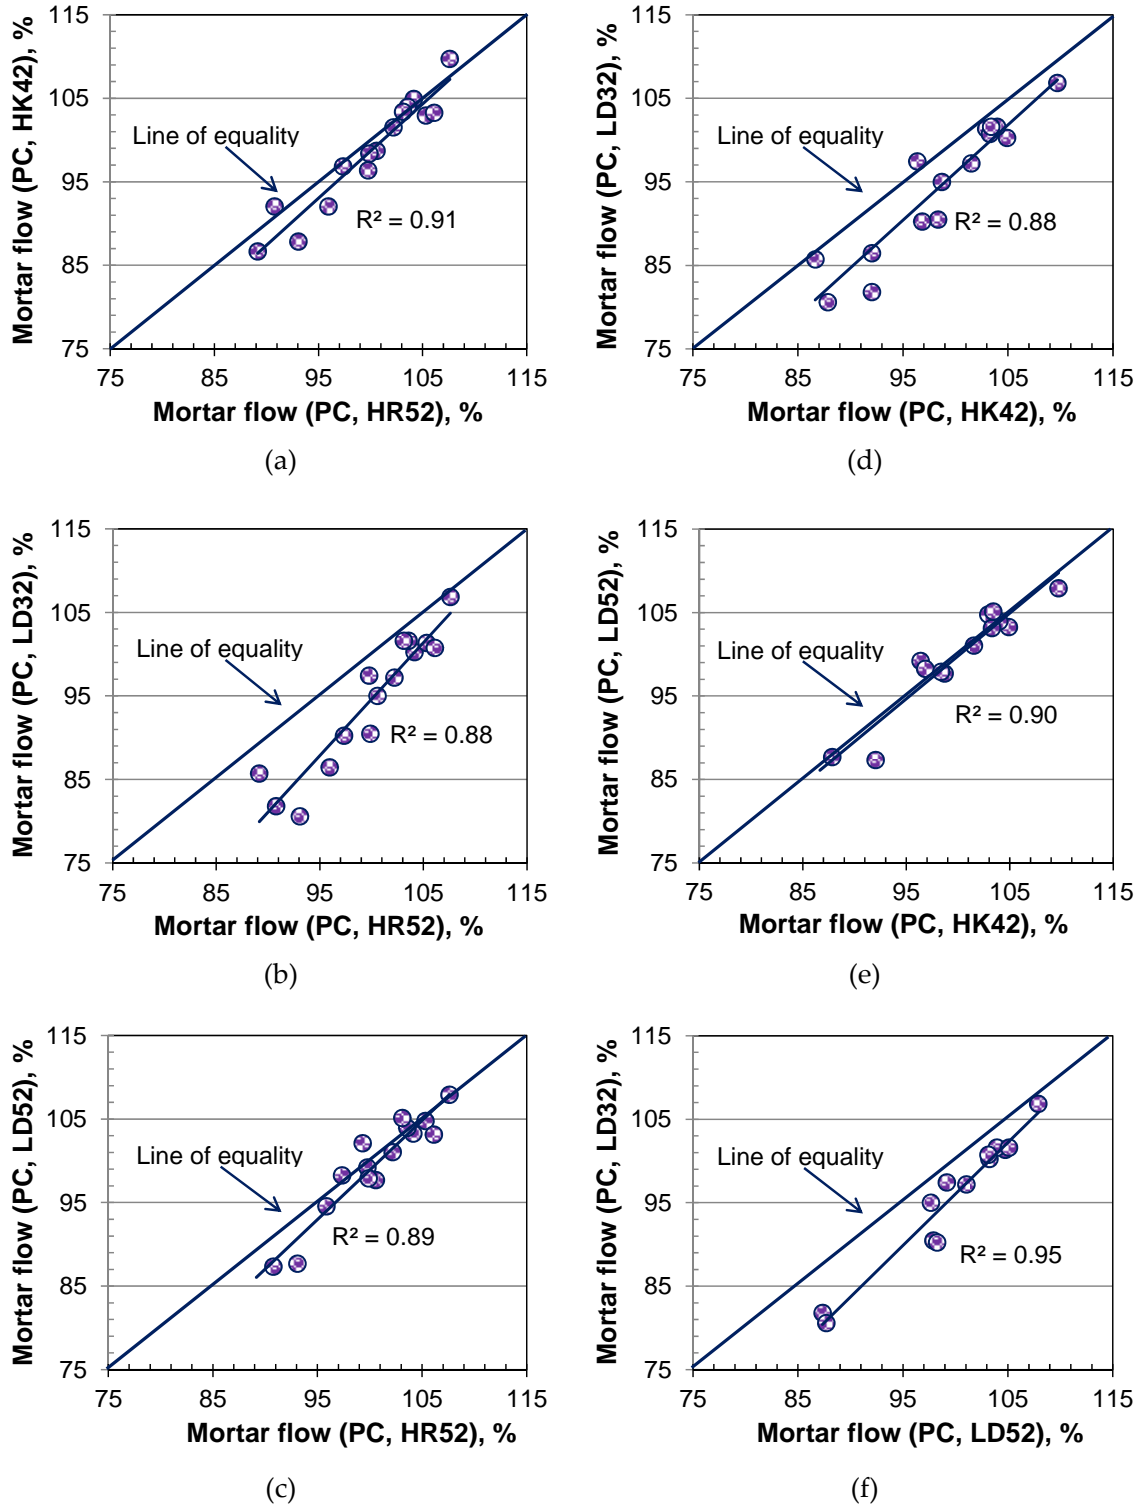 Mortar flow (PC, HK42), %
115
105
95
85
75
Line of equality
R² = 0.91
75 85 95 105 115
Mortar flow (PC, HR52), %
(a)
Mortar flow (PC, LD32), %
115
105
95
85
75
Line of equality
R² = 0.88
75 85 95 105 115
Mortar flow (PC, HK42), %
(d)
Mortar flow (PC, LD32), %
115
105
95
85
75
Line of equality
R² = 0.88
75 85 95 105 115
Mortar flow (PC, HR52), %
(b)
Mortar flow (PC, LD52), %
115
105
95
85
75
Line of equality
R² = 0.90
75 85 95 105 115
Mortar flow (PC, HK42), %
(e)
Mortar flow (PC, LD52), %
115
105
95
85
75
Line of equality
R² = 0.89
75 85 95 105 115
Mortar flow (PC, HR52), %
(c)
Mortar flow (PC, LD32), %
115
105
95
85
75
Line of equality
R² = 0.95
75 85 95 105 115
Mortar flow (PC, LD52), %
(f)